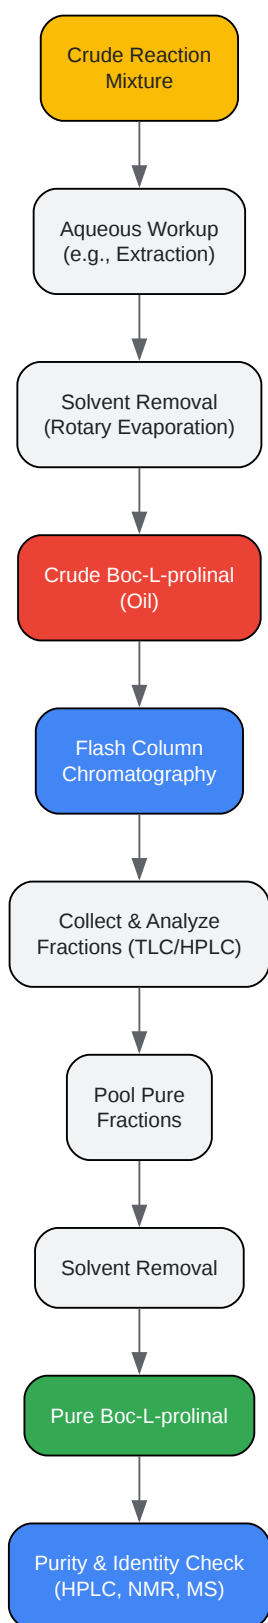 Crude Reaction
Mixture
Aqueous Workup
(e.g., Extraction)
Solvent Removal
(Rotary Evaporation)
Crude Boc-L-prolinal
(Oil)
Flash Column
Chromatography
Collect & Analyze
Fractions (TLC/HPLC)
Pool Pure
Fractions
Solvent Removal
Pure Boc-L-prolinal
Purity & Identity Check
(HPLC, NMR, MS)